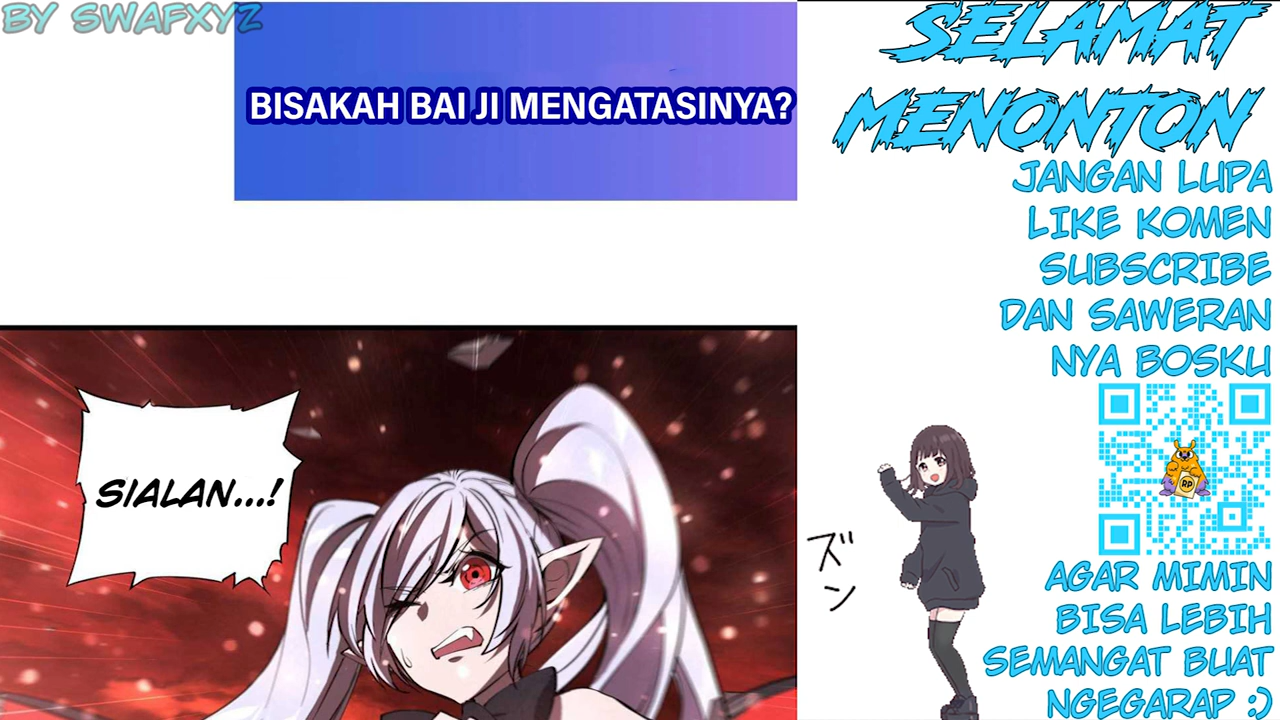 BY SWAFXYZ
BISAKAH BAI JI MENGATASINYA?
SIALAN...!
SELAMAT
MENONTON
JANGAN LUPA
LIKE KOMEN
SUBSCRIBE
DAN SAWERAN
NYA BOSKU
RP
ズ
ン
AGAR MIMIN
BISA LEBIH
SEMANGAT BUAT
NGEGARAP :)